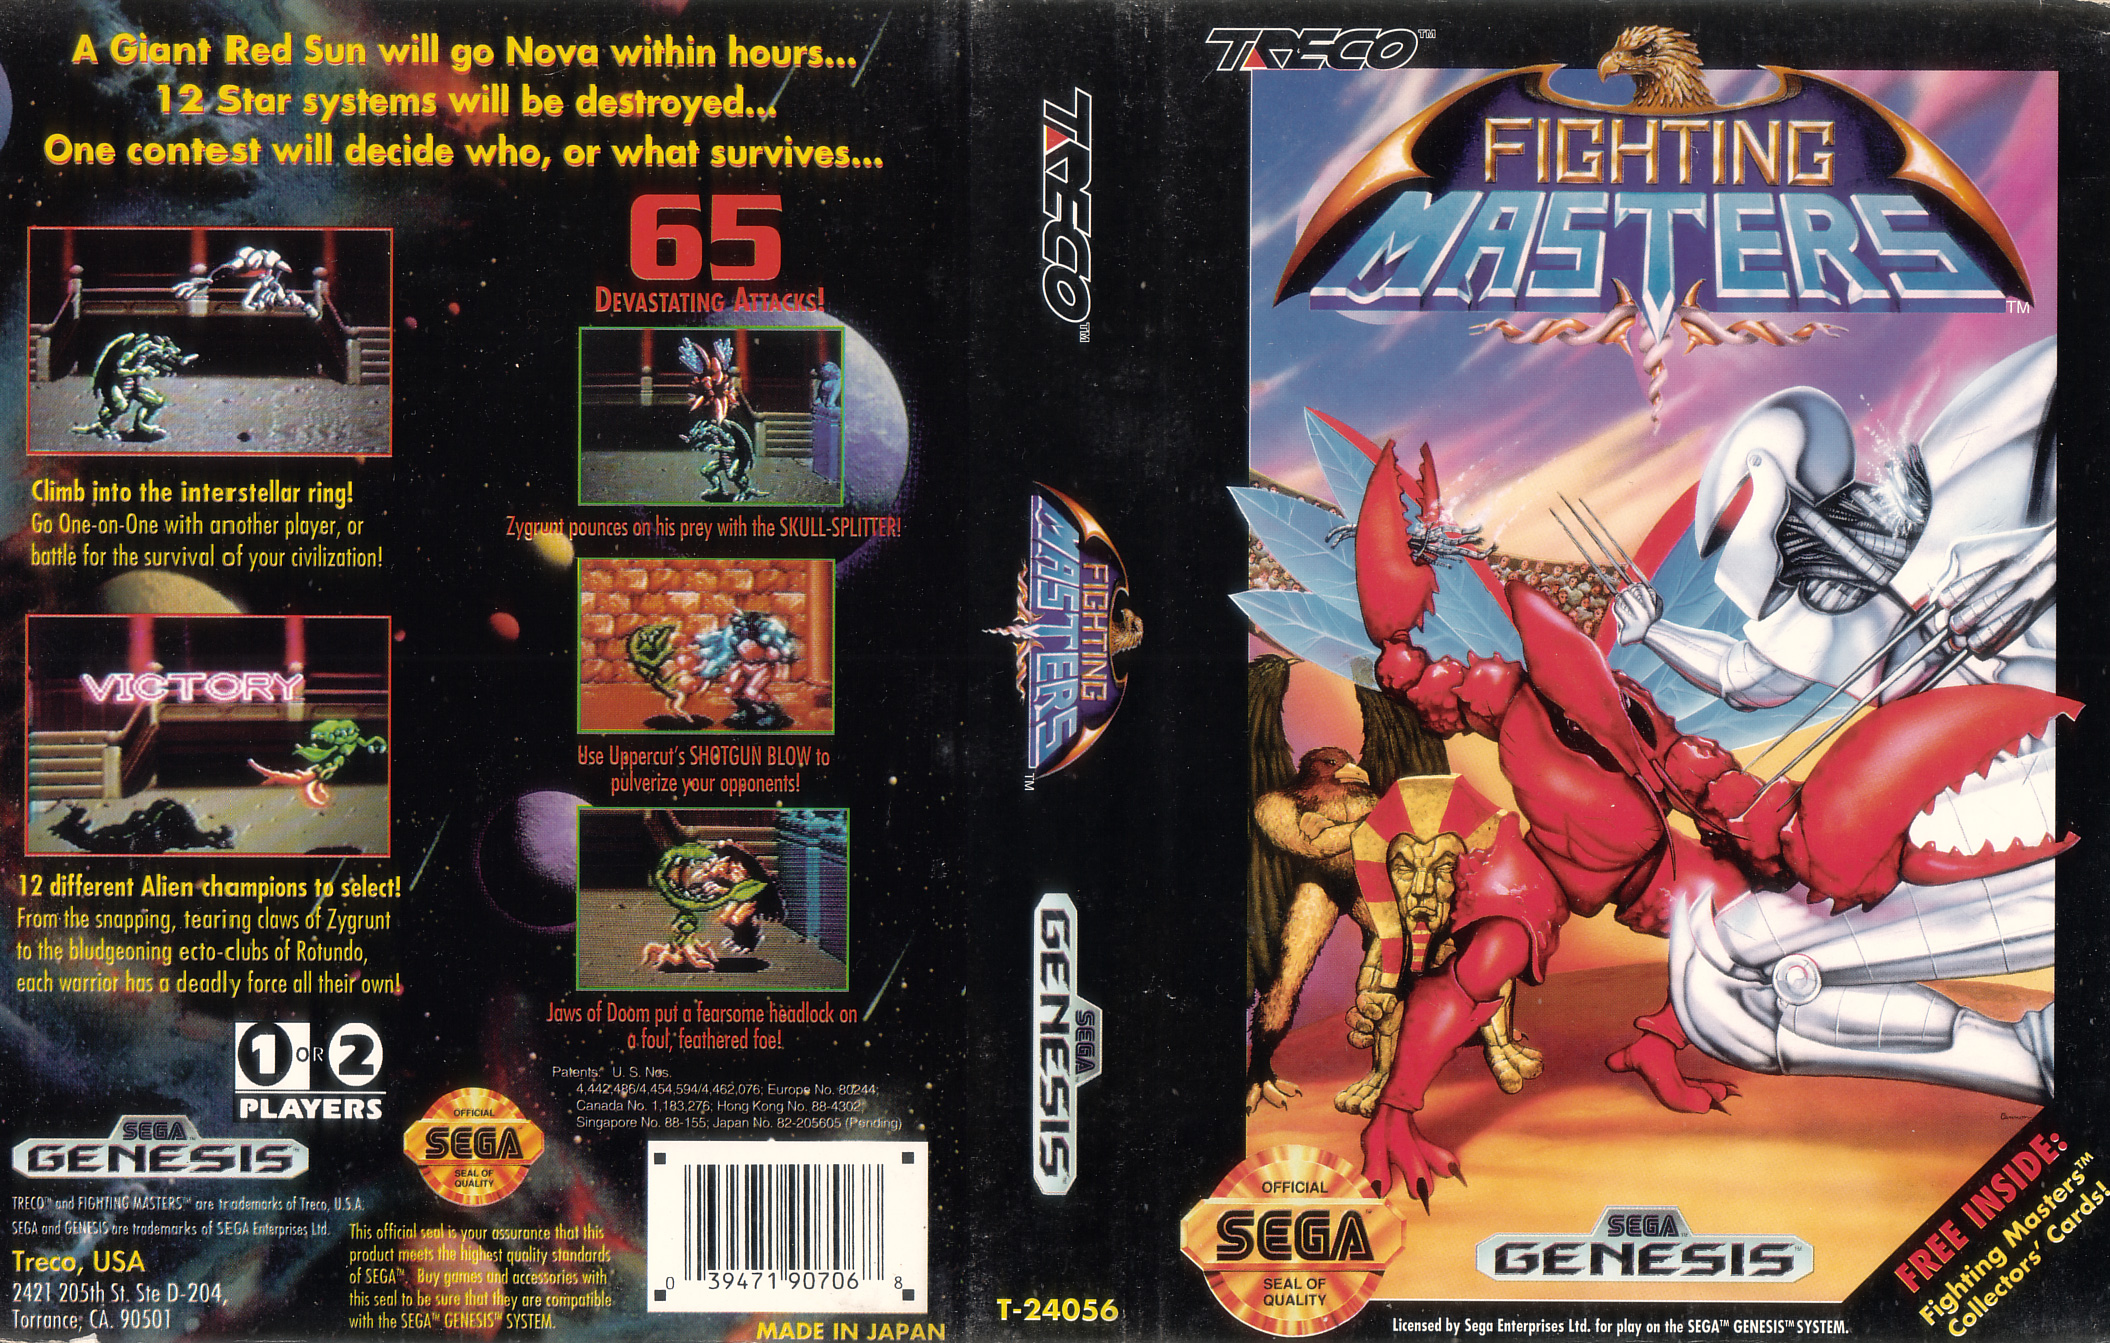 A Giant Red Sun will go Nova within hours...
12 Star systems will be destroyed...
One contest will decide who, or what survives...
Climb into the interstellar ring!
Go One-on-One with another player, or
battle for the survival of your civilization!
VICTORY
12 different Alien champions to select!
From the snapping, tearing claws of Zygrunt
to the bludgeoning ecto-clubs of Rotundo,
each warrior has a deadly force all their own!
1 OR 2
PLAYERS
65
DEVASTATING ATTACKS!
Zygrunt pounces on his prey with the SKULL-SPLITTER!
Use Uppercut's SHOTGUN BLOW to
pulverize your opponents!
Jaws of Doom put a fearsome headlock on
a foul, feathered foe!
Patents: U. S. Nos.
4,442,486/4,454,594/4,462,076; Europe No. 80244;
Canada No. 1,183,276; Hong Kong No. 88-4302;
Singapore No. 88-155; Japan No. 82-205605 (Pending)
SEGA
GENESIS
OFFICIAL
SEGA
SEAL OF
QUALITY
TRECO™ and FIGHTING MASTERS™ are trademarks of Treco, U.S.A.
SEGA and GENESIS are trademarks of SEGA Enterprises Ltd.
Treco, USA
2421 205th St. Ste D-204,
Torrance, CA. 90501
This official seal is your assurance that this
product meets the highest quality standards
of SEGA™. Buy games and accessories with
this seal to be sure that they are compatible
with the SEGA™ GENESIS™ SYSTEM.
0 39471 90706 8
MADE IN JAPAN
TRECO™
FIGHTING
MASTERS™
SEGA
GENESIS
T-24056
TRECO™
FIGHTING
MASTERS™
OFFICIAL
SEGA™
SEAL OF
QUALITY
SEGA™
GENESIS™
FREE INSIDE:
Fighting Masters™
Collectors' Cards!
Licensed by Sega Enterprises Ltd. for play on the SEGA™ GENESIS™ SYSTEM.